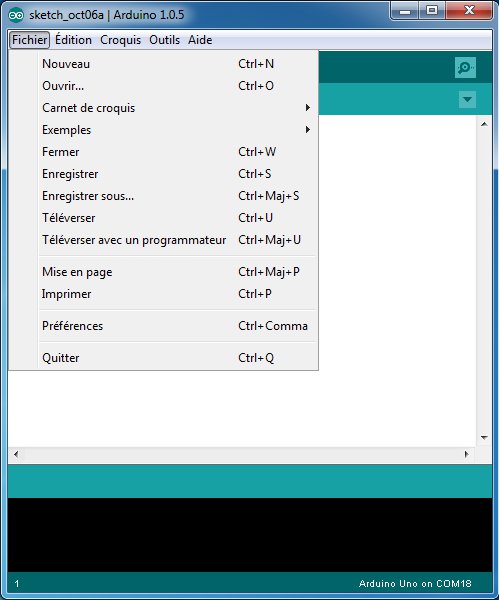 sketch_oct06a | Arduino 1.0.5
Fichier Édition Croquis Outils Aide
Nouveau Ctrl+N
Ouvrir... Ctrl+O
Carnet de croquis
Exemples
Fermer Ctrl+W
Enregistrer Ctrl+S
Enregistrer sous... Ctrl+Maj+S
Téléverser Ctrl+U
Téléverser avec un programmateur Ctrl+Maj+U
Mise en page Ctrl+Maj+P
Imprimer Ctrl+P
Préférences Ctrl+Comma
Quitter Ctrl+Q
1 Arduino Uno on COM18